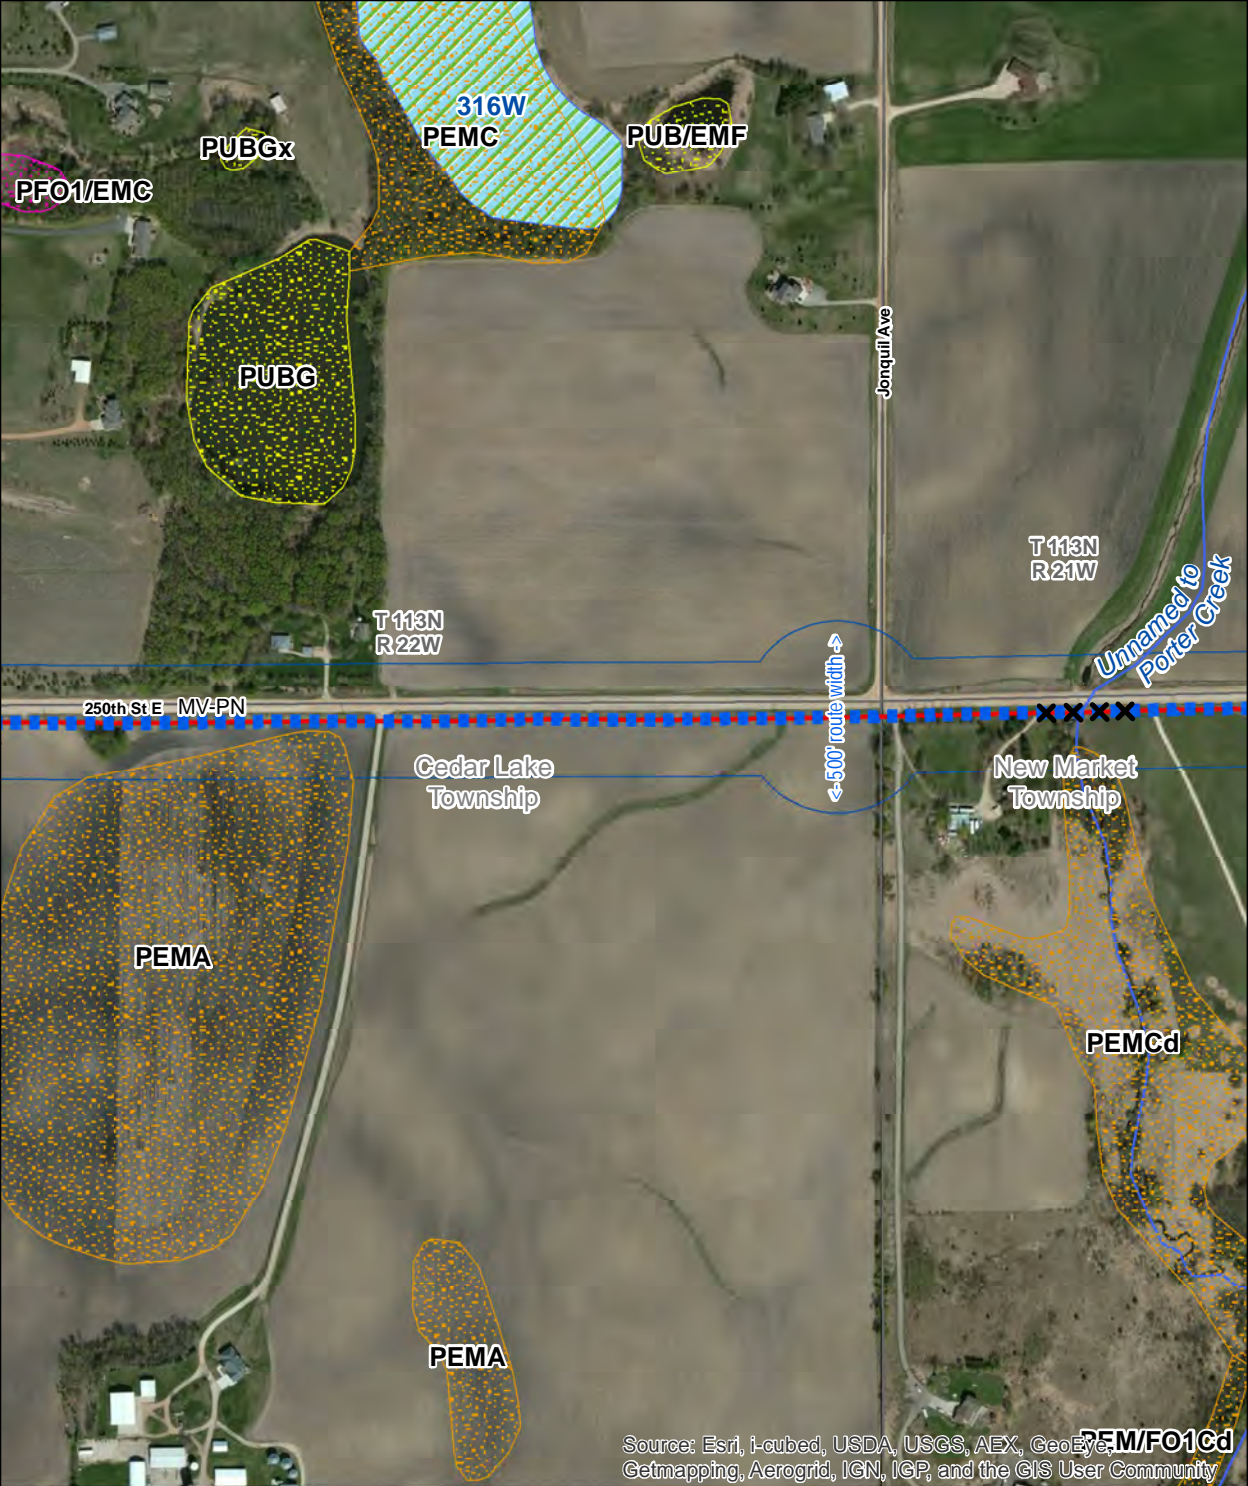 316W
PEMC
PUB/EMF
PUBGx
PFO1/EMC
PUBG
Jonquil Ave
T 113N
R 21W
Unnamed to
Porter Creek
T 113N
R 22W
<- 500' route width ->
250th St E
MV-PN
Cedar Lake
Township
New Market
Township
PEMA
PEMCd
PEMA
PEM/FO1Cd
Source: Esri, i-cubed, USDA, USGS, AEX, GeoEye,
Getmapping, Aerogrid, IGN, IGP, and the GIS User Community